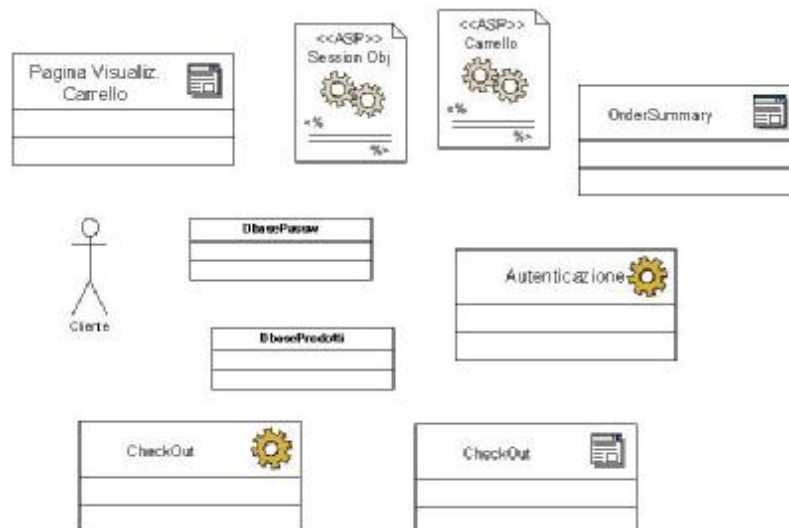 <<ASP>>
Session Obj
<%
%>
<<ASP>>
Carrello
<%
%>
Pagina Visualiz.
Carrello
OrderSummary
DbasePassw
Cliente
Autenticazione
DbaseProdotti
CheckOut
CheckOut